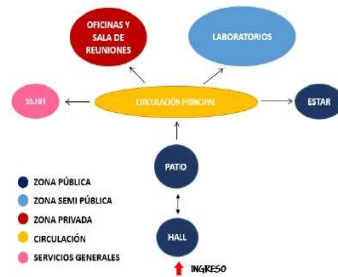 OFICINAS Y
SALA DE
REUNIONES
LABORATORIOS
SS.HH
CIRCULACIÓN PRINCIPAL
ESTAR
PATIO
HALL
INGRESO
ZONA PÚBLICA
ZONA SEMI PÚBLICA
ZONA PRIVADA
CIRCULACIÓN
SERVICIOS GENERALES